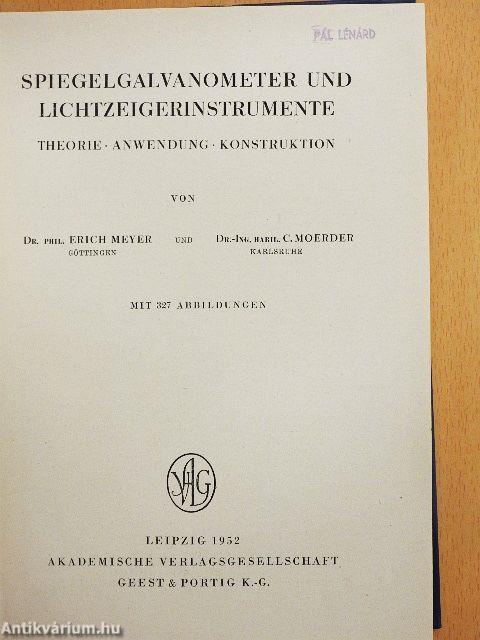 PÁL LÉNÁRD
SPIEGELGALVANOMETER UND
LICHTZEIGERINSTRUMENTE
THEORIE · ANWENDUNG · KONSTRUKTION
VON
DR. PHIL. ERICH MEYER UND DR.-ING. HABIL. C. MOERDER
GÖTTINGEN KARLSRUHE
MIT 327 ABBILDUNGEN
VAG
LEIPZIG 1952
AKADEMISCHE VERLAGSGESELLSCHAFT
GEEST & PORTIG K.-G.
Antikvárium.hu